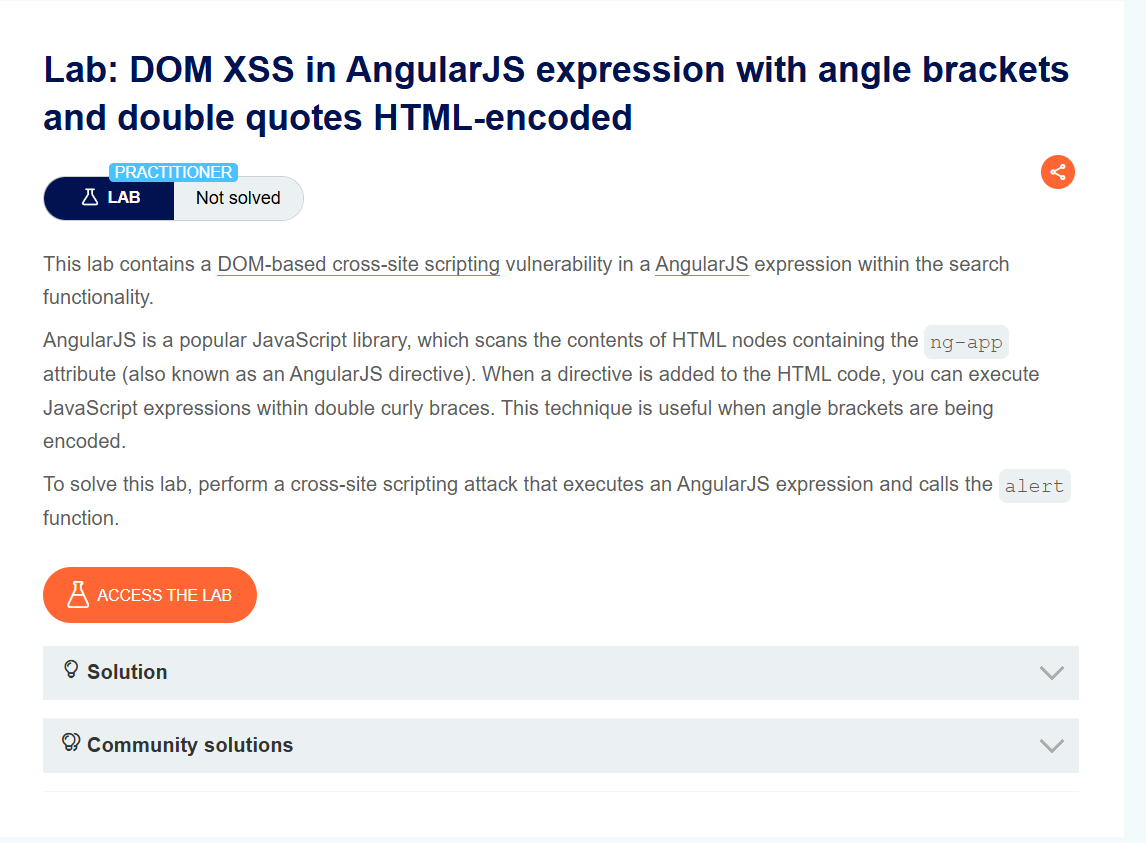 Lab: DOM XSS in AngularJS expression with angle brackets
and double quotes HTML-encoded
PRACTITIONER
LAB
Not solved
This lab contains a DOM-based cross-site scripting vulnerability in a AngularJS expression within the search
functionality.
AngularJS is a popular JavaScript library, which scans the contents of HTML nodes containing the ng-app
attribute (also known as an AngularJS directive). When a directive is added to the HTML code, you can execute
JavaScript expressions within double curly braces. This technique is useful when angle brackets are being
encoded.
To solve this lab, perform a cross-site scripting attack that executes an AngularJS expression and calls the alert
function.
ACCESS THE LAB
Solution
Community solutions